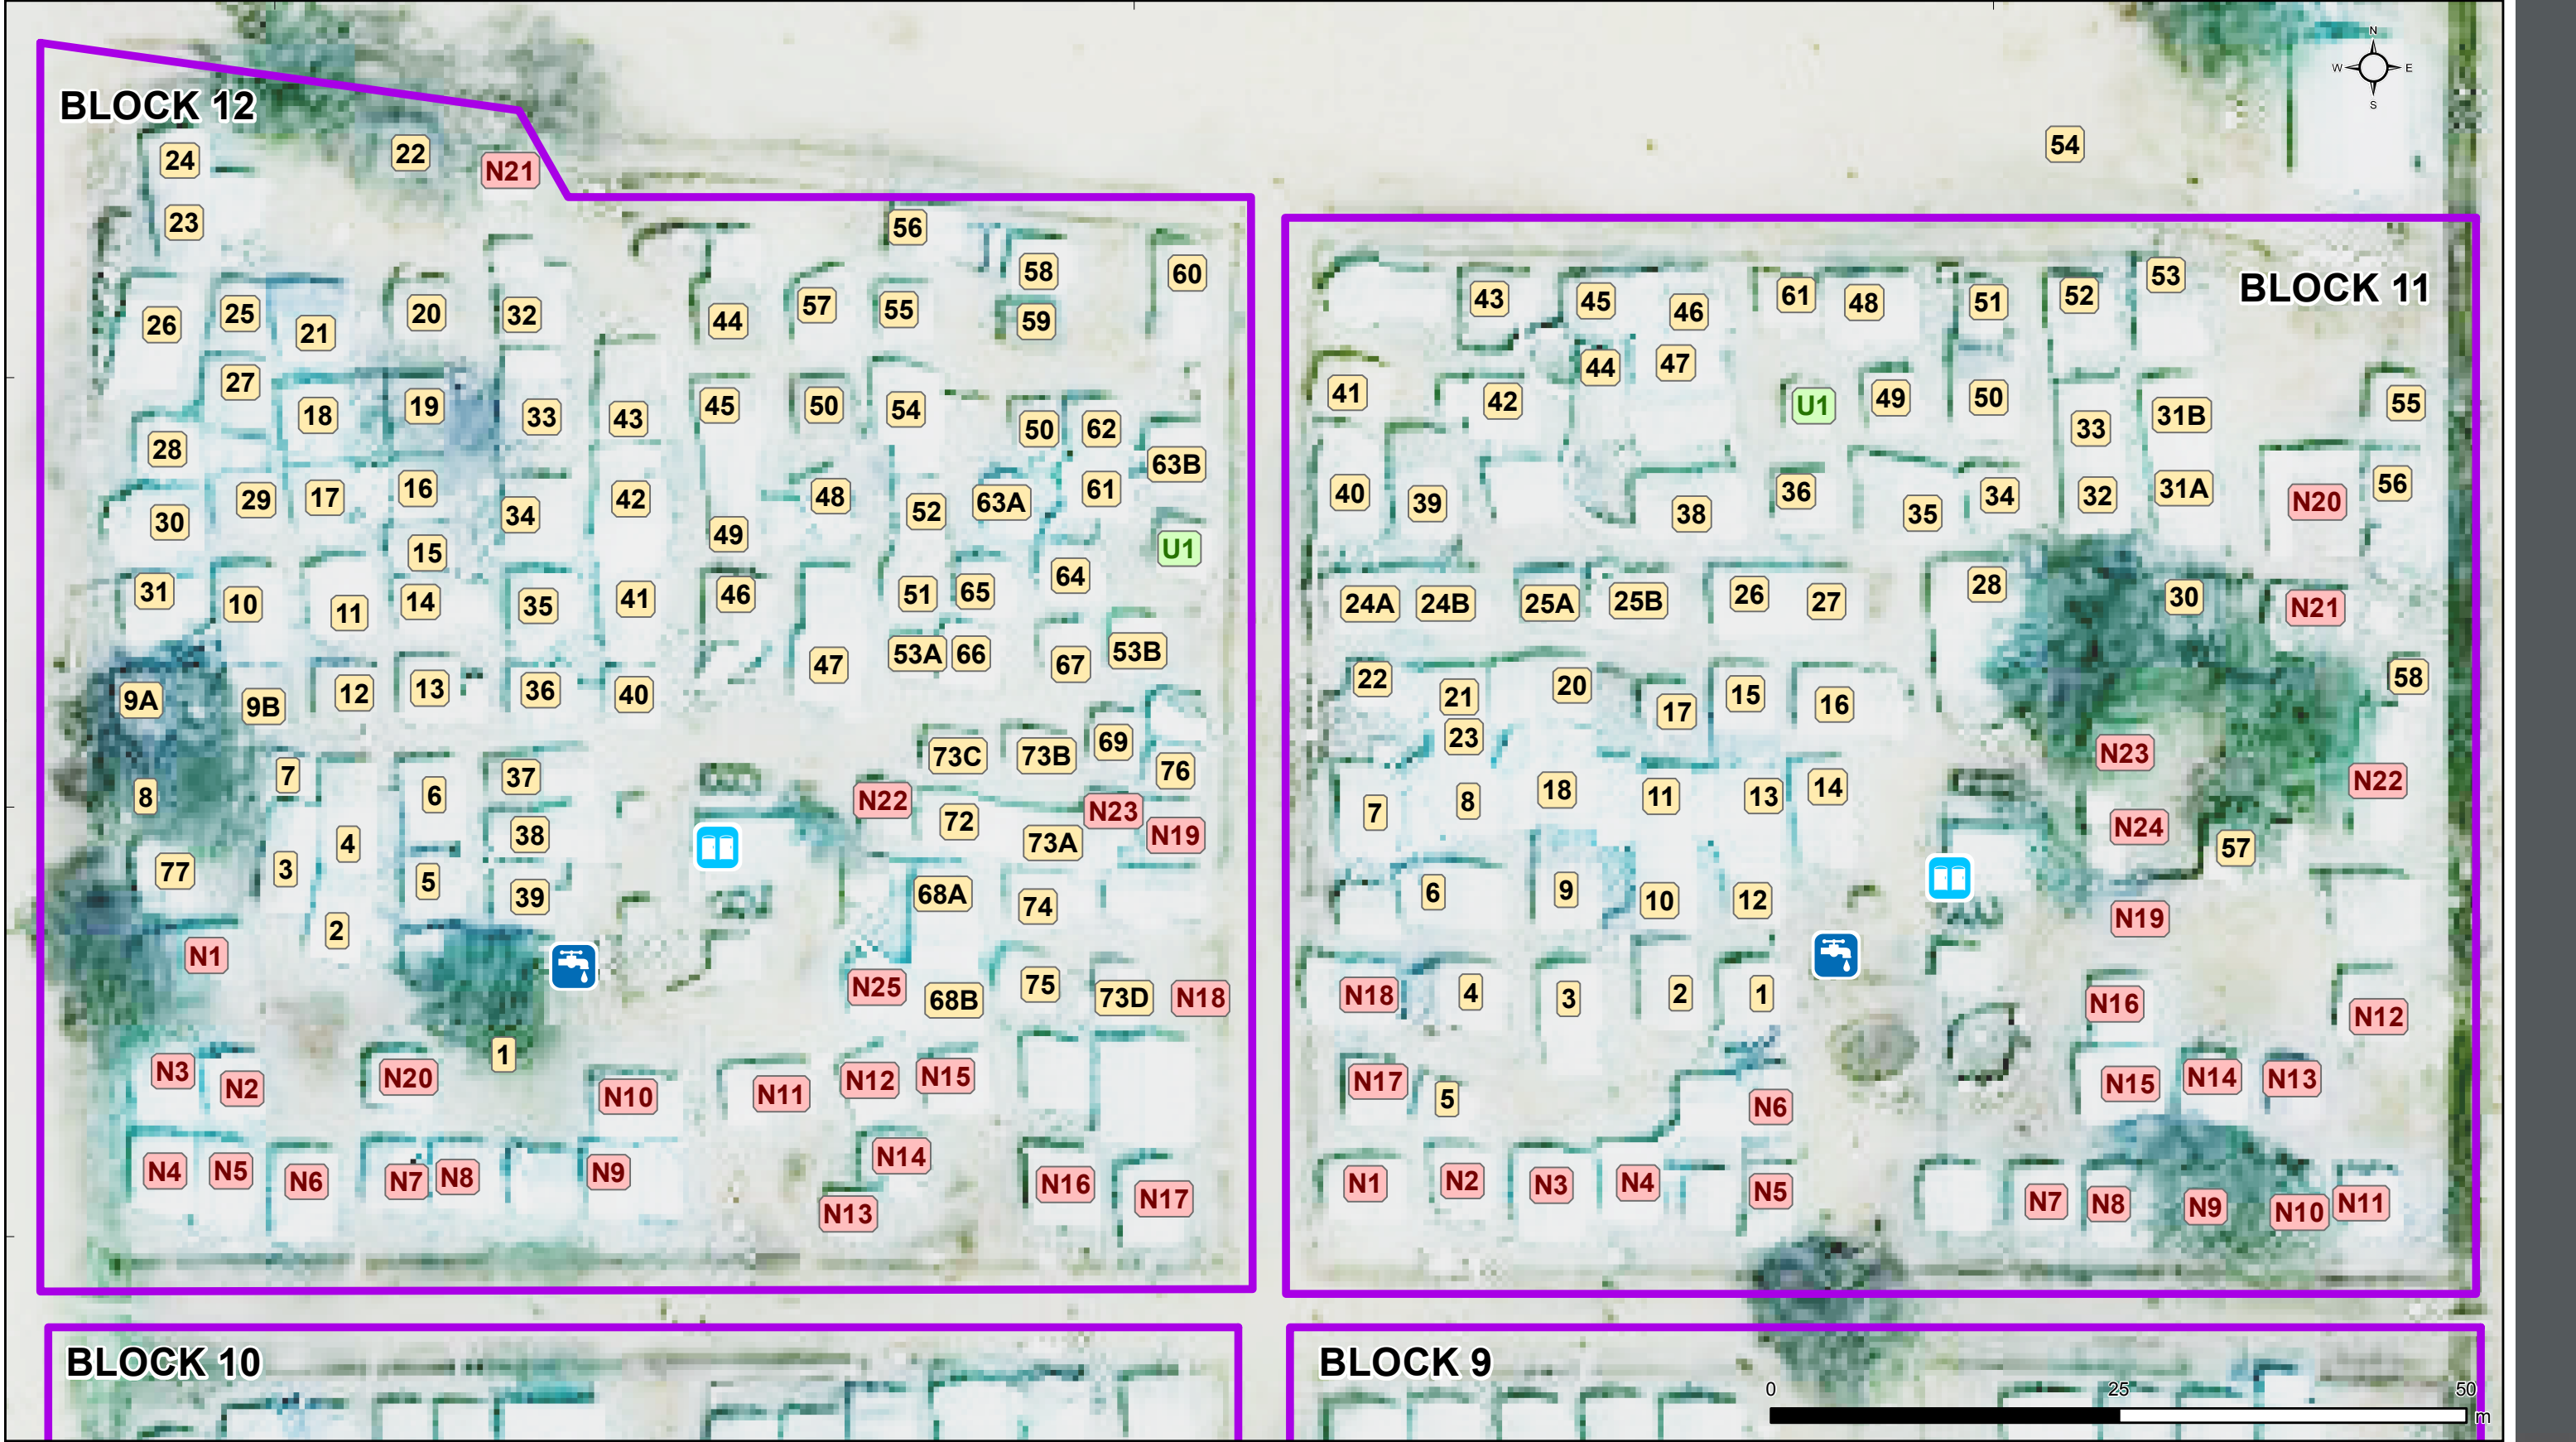 N
W E
S
BLOCK 12
24
22
N21
23
56
58
60
26
25
21
20
32
44
57
55
59
27
18
19
33
43
45
50
54
50
62
28
63B
30
29
17
16
34
42
49
48
52
63A
61
U1
15
31
10
11
14
35
41
46
51
65
64
47
53A
66
67
53B
9A
9B
12
13
36
40
73C
73B
69
76
8
7
6
37
N22
72
73A
N23
N19
4
38
77
3
5
39
68A
74
2
N1
N25
68B
75
73D
N18
1
N3
N2
N20
N10
N11
N12
N15
N4
N5
N6
N7
N8
N9
N14
N13
N16
N17
54
BLOCK 11
43
45
46
61
48
51
52
53
44
47
41
42
U1
49
50
33
31B
55
40
39
38
36
35
34
32
31A
N20
56
24A
24B
25A
25B
26
27
28
30
N21
22
21
20
17
15
16
58
23
N23
N22
7
8
18
11
13
14
N24
57
6
9
10
12
N19
N18
4
3
2
1
N16
N12
N17
5
N6
N15
N14
N13
N1
N2
N3
N4
N5
N7
N8
N9
N10
N11
BLOCK 10
BLOCK 9
0 25 50
m